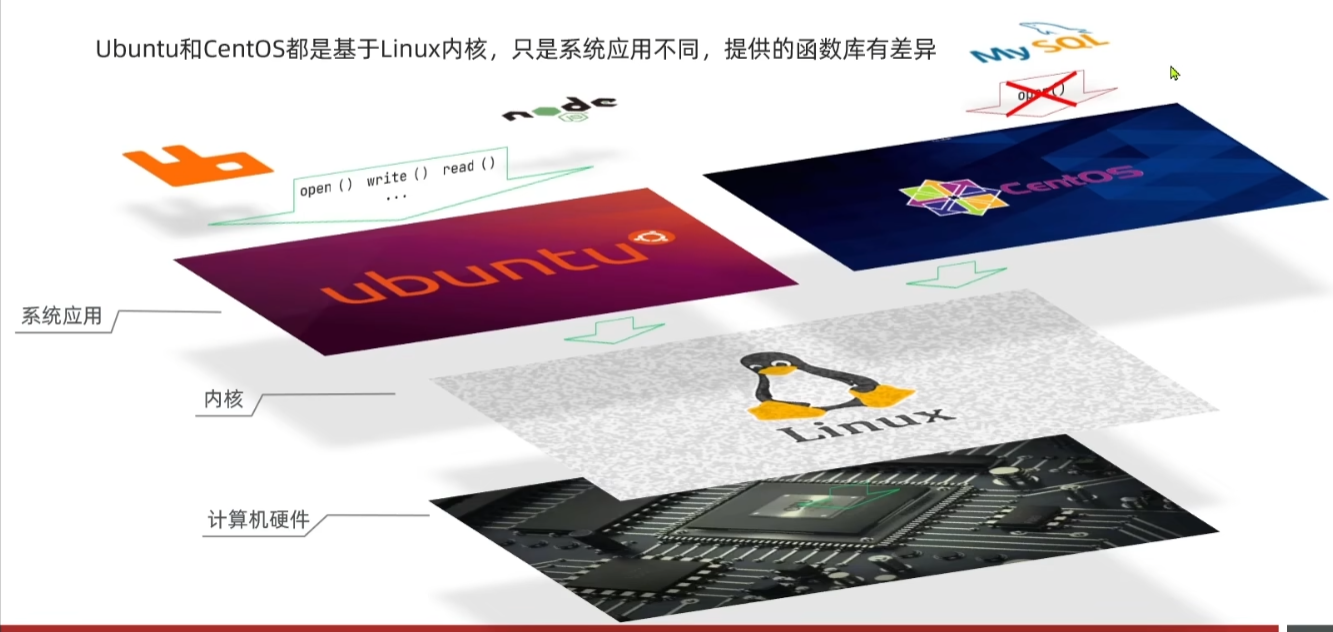 Ubuntu和CentOS都是基于Linux内核，只是系统应用不同，提供的函数库有差异
MySQL
node
JS
open()
open() write() read()
...
CentOS
ubuntu
系统应用
内核
Linux
计算机硬件